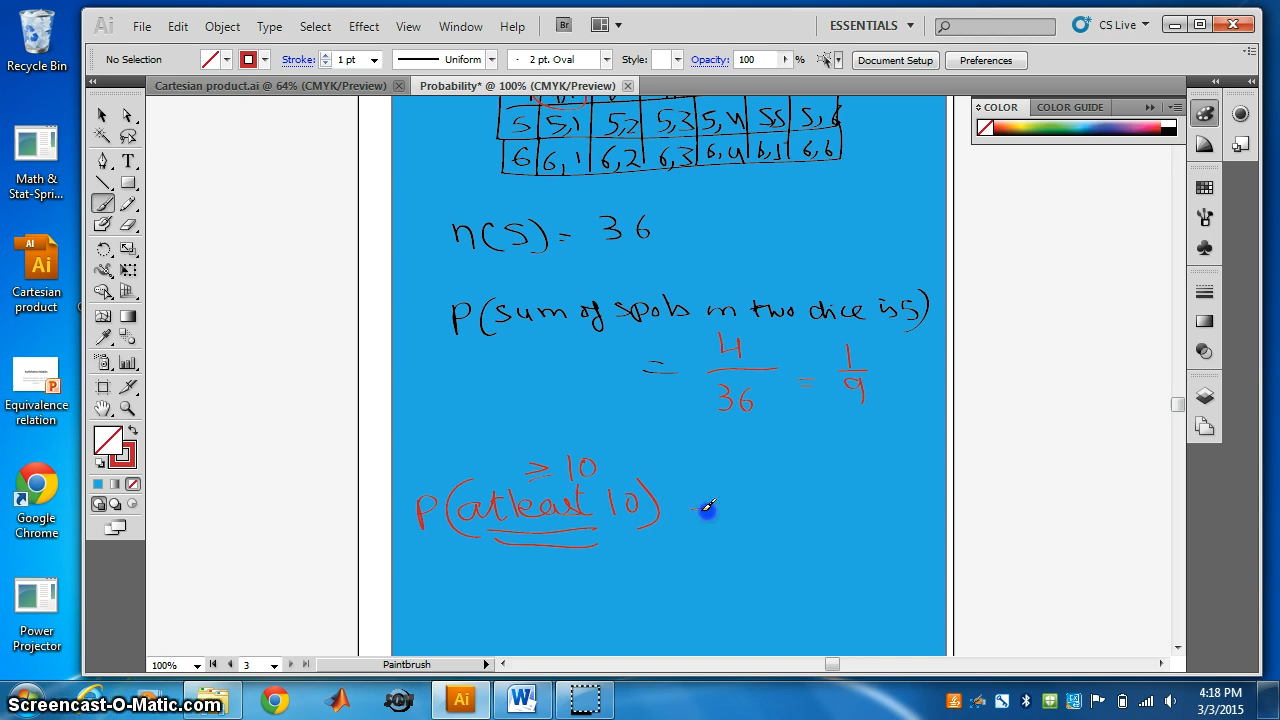 Recycle Bin
Math &
Stat-Spri...
Cartesian
product
Equivalence
relation
Google
Chrome
Power
Projector
Ai File Edit Object Type Select Effect View Window Help Br ESSENTIALS CS Live
No Selection Stroke: 1 pt Uniform 2 pt. Oval Style: Opacity: 100 % Document Setup Preferences
Cartesian product.ai @ 64% (CMYK/Preview) Probability* @ 100% (CMYK/Preview)
COLOR COLOR GUIDE
5 5,1 5,2 5,3 5,4 5,5 5,6
6 6,1 6,2 6,3 6,4 6,5 6,6
n(S) = 36
P(sum of spots in two dice is 5)
= 4/36 = 1/9
≥ 10
P(atleast 10)
100% 3 Paintbrush
Screencast-O-Matic.com
4:18 PM
3/3/2015